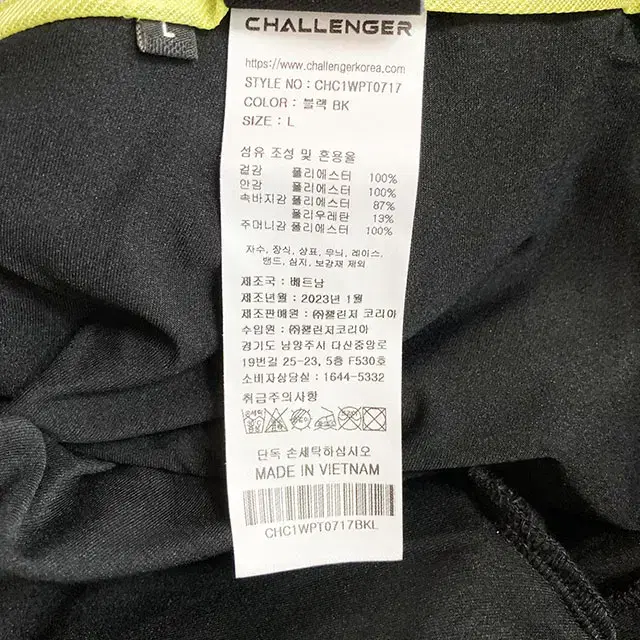 L
CHALLENGER
https://www.challengerkorea.com
STYLE NO : CHC1WPT0717
COLOR : 블랙 BK
SIZE : L
섬유 조성 및 혼용율
겉감 폴리에스터 100%
안감 폴리에스터 100%
속바지감 폴리에스터 87%
폴리우레탄 13%
주머니감 폴리에스터 100%
자수, 장식, 상표, 무늬, 레이스,
밴드, 심지, 보강재 제외
제조국 : 베트남
제조년월 : 2023년 1월
제조판매원 : ㈜챌린저 코리아
수입원 : ㈜챌린저코리아
경기도 남양주시 다산중앙로
19번길 25-23, 5층 F530호
소비자상담실 : 1644-5332
취급주의사항
단독 손세탁하십시오
MADE IN VIETNAM
CHC1WPT0717BKL